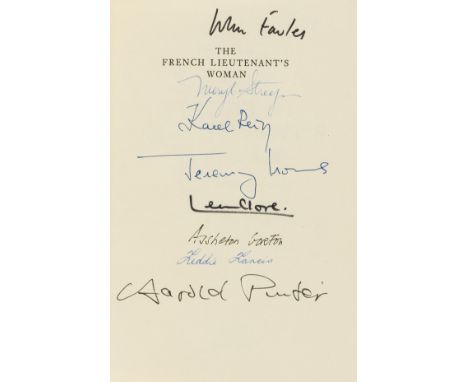 John Fowles
THE
FRENCH LIEUTENANT'S
WOMAN
Meryl Streep
Karel Reisz
Jeremy Irons
Leon Clore.
Assheton Gorton
Freddie Francis
Harold Pinter